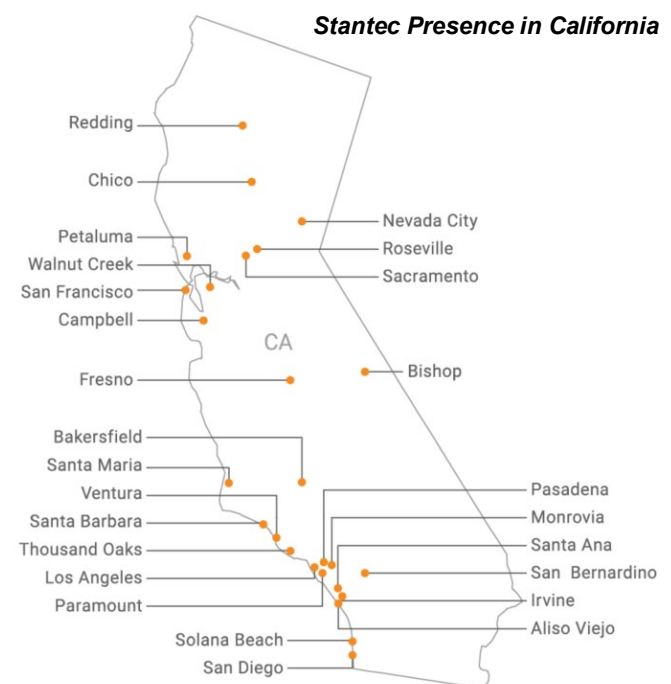 Stantec Presence in California
Redding
Chico
Nevada City
Petaluma
Roseville
Walnut Creek
Sacramento
San Francisco
Campbell
CA
Bishop
Fresno
Bakersfield
Santa Maria
Ventura
Pasadena
Santa Barbara
Monrovia
Thousand Oaks
Santa Ana
Los Angeles
San Bernardino
Paramount
Irvine
Aliso Viejo
Solana Beach
San Diego